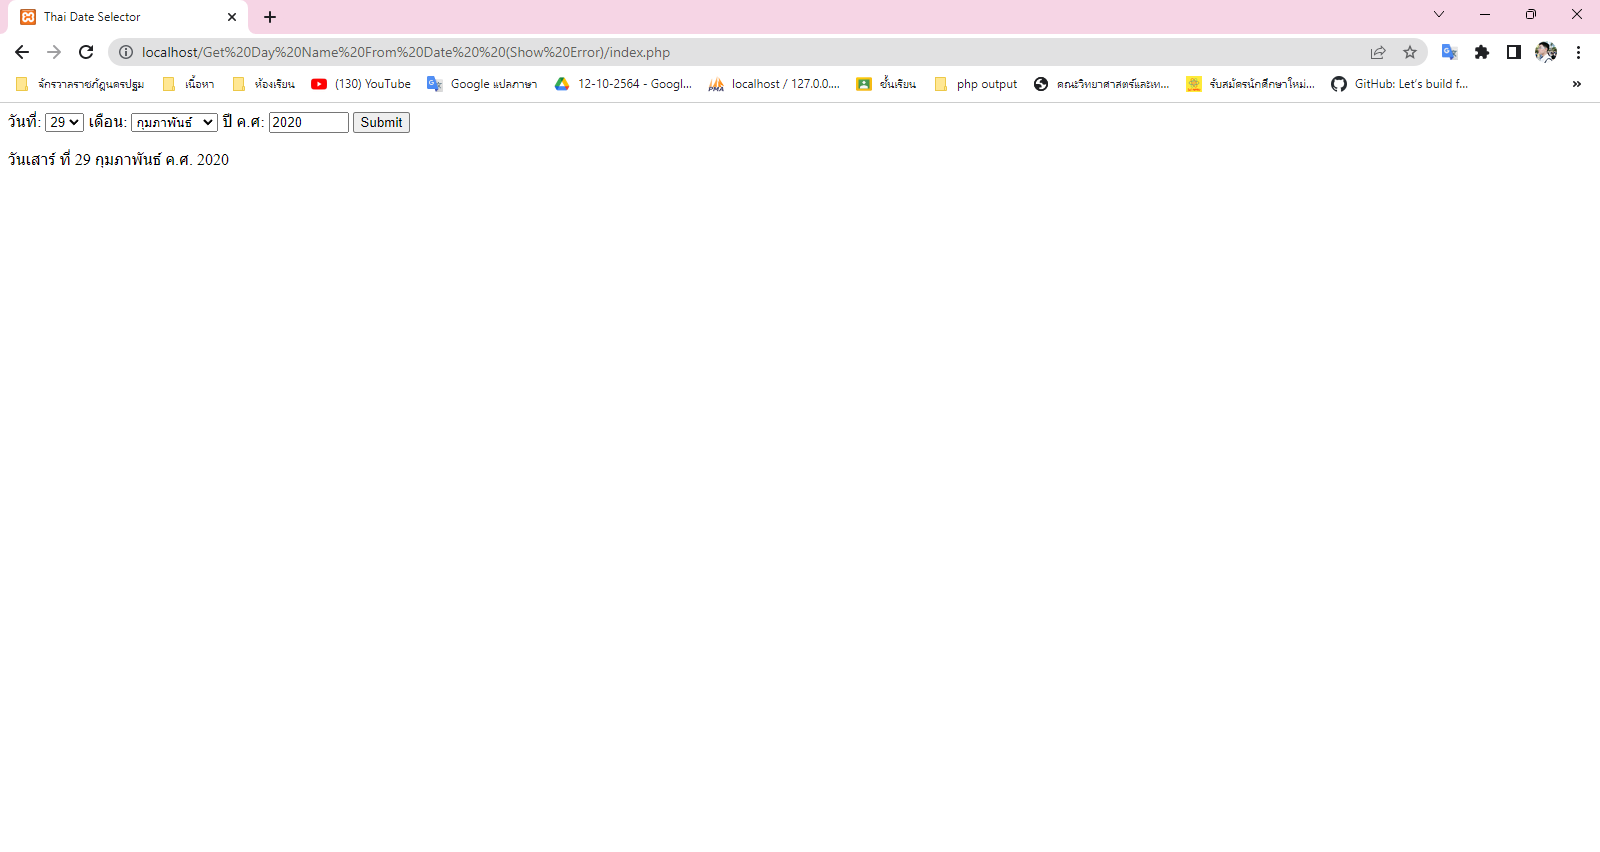 Thai Date Selector
localhost/Get%20Day%20Name%20From%20Date%20%20(Show%20Error)/index.php
จักรวาลราชภัฏนครปฐม เนื้อหา ห้องเรียน (130) YouTube Google แปลภาษา 12-10-2564 - Googl... localhost / 127.0.0.... ชั้นเรียน php output คณะวิทยาศาสตร์และเท... รับสมัครนักศึกษาใหม่... GitHub: Let's build f... »
วันที่: 29 เดือน: กุมภาพันธ์ ปี ค.ศ: 2020 Submit
วันเสาร์ ที่ 29 กุมภาพันธ์ ค.ศ. 2020